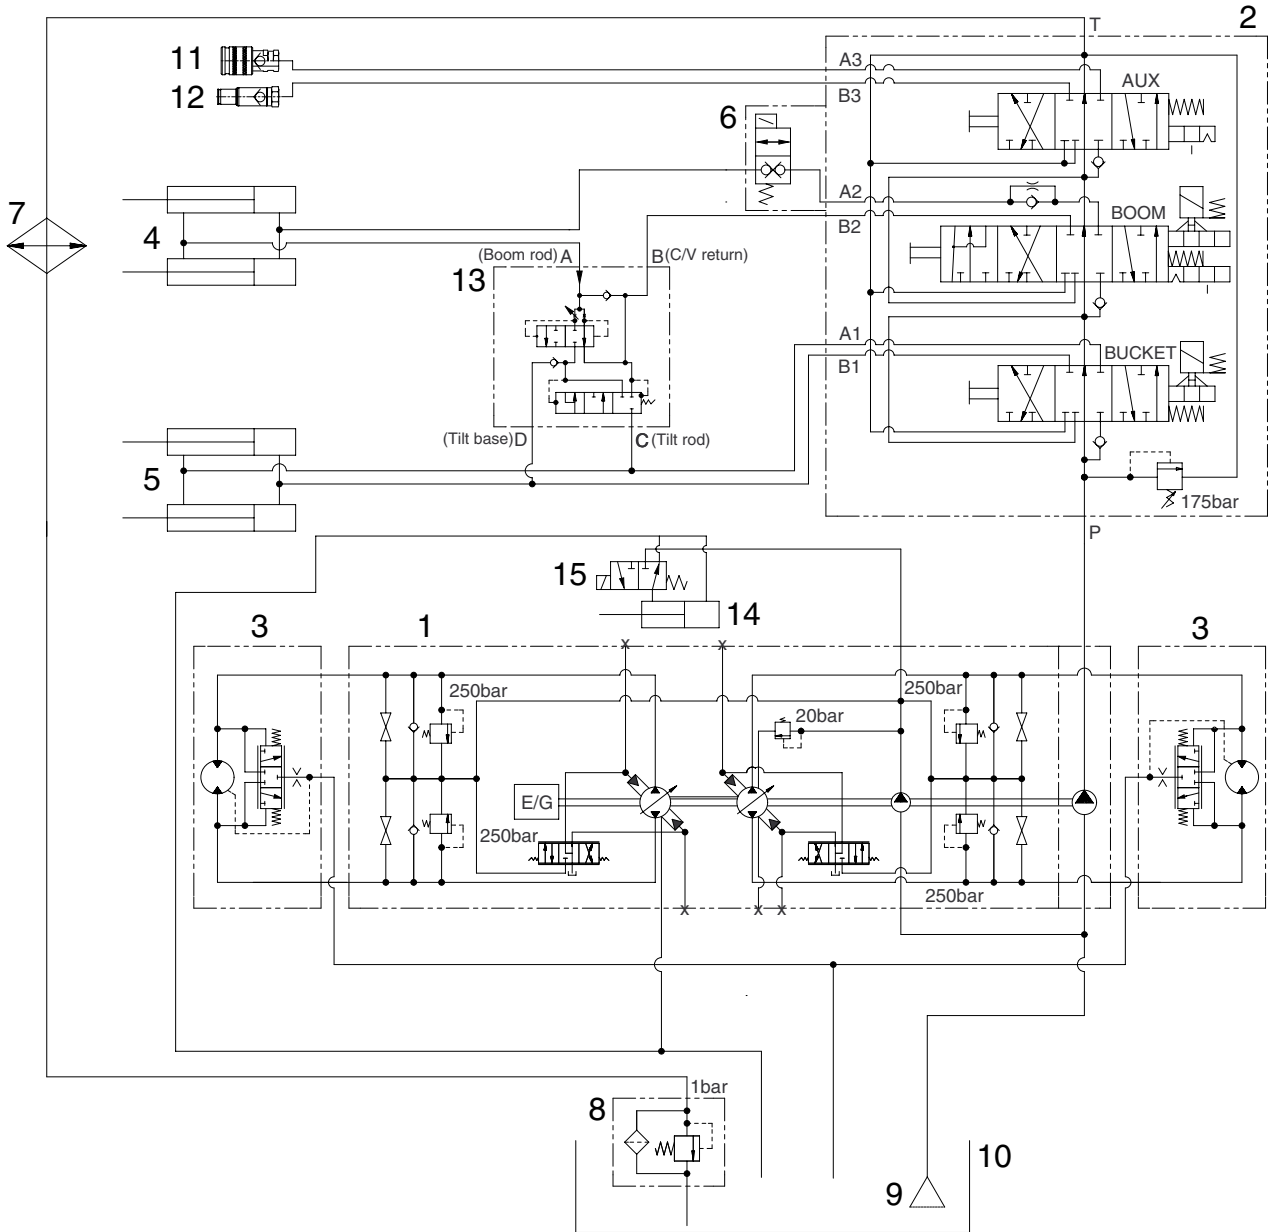 2
T
11
A3
AUX
12
B3
6
A2
BOOM
7
4
B2
(Boom rod) A
B (C/V return)
13
A1
BUCKET
B1
(Tilt base) D
C (Tilt rod)
5
175bar
P
15
14
3
1
3
x
x
250bar
250bar
20bar
E/G
250bar
250bar
x
x
x
1bar
8
10
9